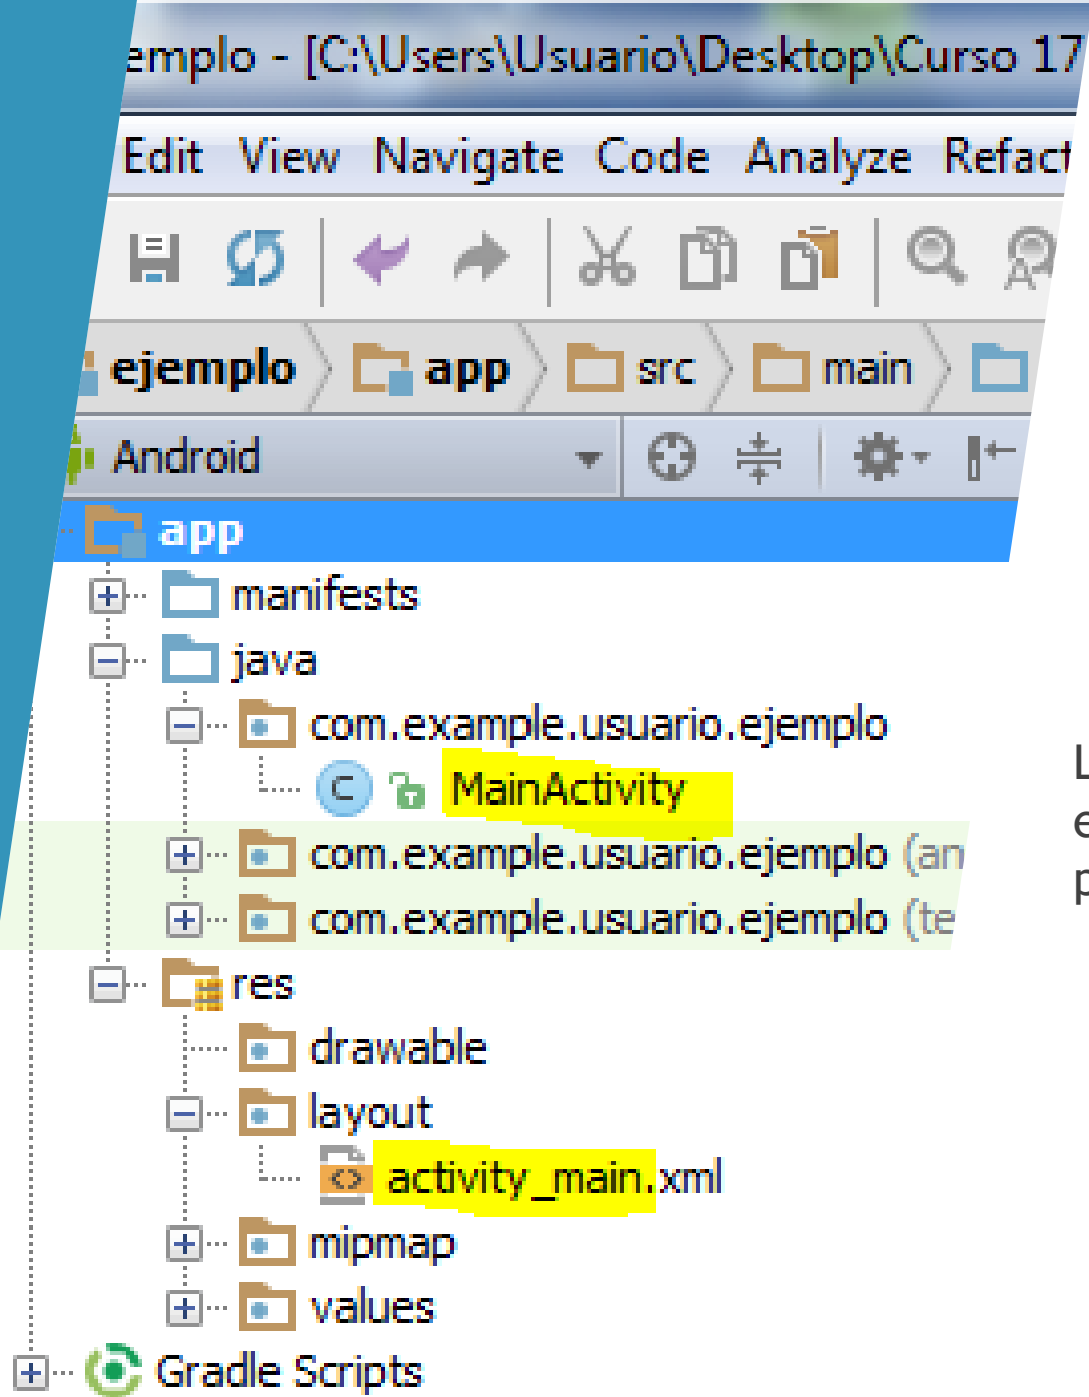 emplo - [C:\Users\Usuario\Desktop\Curso 17
Edit View Navigate Code Analyze Refact
ejemplo app src main
Android
app
manifests
java
com.example.usuario.ejemplo
C MainActivity
com.example.usuario.ejemplo (an
com.example.usuario.ejemplo (te
res
drawable
layout
<> activity_main.xml
mipmap
values
Gradle Scripts
L
e
p